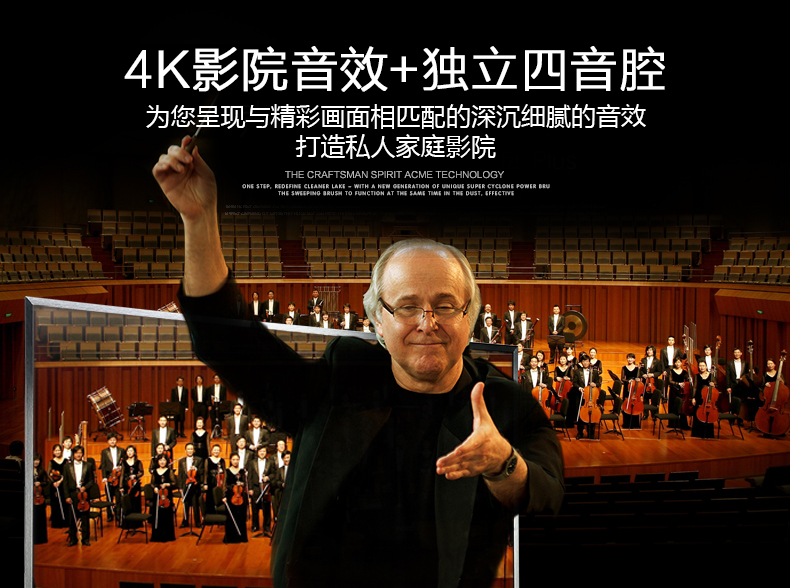 4K影院音效+独立四音腔
为您呈现与精彩画面相匹配的深沉细腻的音效
打造私人家庭影院
THE CRAFTSMAN SPIRIT ACME TECHNOLOGY
ONE STEP, REDEFINE CLEANER LAKE – WITH A NEW GENERATION OF UNIQUE SUPER CYCLONE POWER BRU
THE SWEEPING BRUSH TO FUNCTION AT THE SAME TIME IN THE DUST, EFFECTIVE